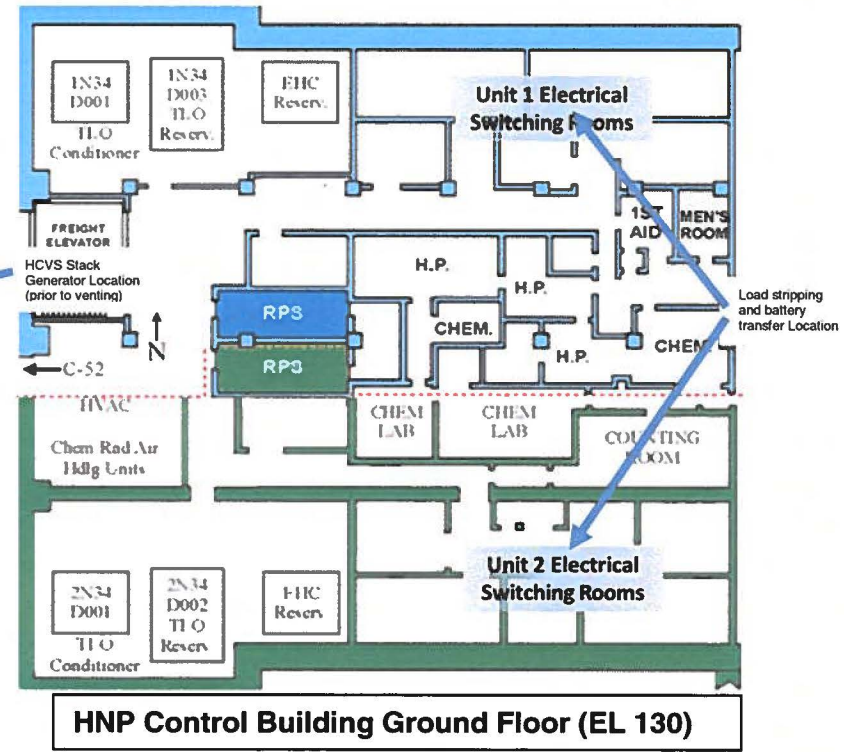 1N34
D001
TLO
Conditioner
1N34
D003
TLO
Reserv.
EHC
Reserv.
Unit 1 Electrical
Switching Rooms
1ST
AID
MEN'S
ROOM
FREIGHT
ELEVATOR
HCVS Stack
Generator Location
(prior to venting)
H.P.
H.P.
RPS
CHEM.
Load stripping
and battery
transfer Location
N
RPS
H.P.
CHEM.
C-52
HVAC
Chem Rad Air
Hdlg Units
CHEM
LAB
CHEM
LAB
COUNTING
ROOM
Unit 2 Electrical
Switching Rooms
2N34
D001
TLO
Conditioner
2N34
D002
TLO
Reserv.
EHC
Reserv.
HNP Control Building Ground Floor (EL 130)